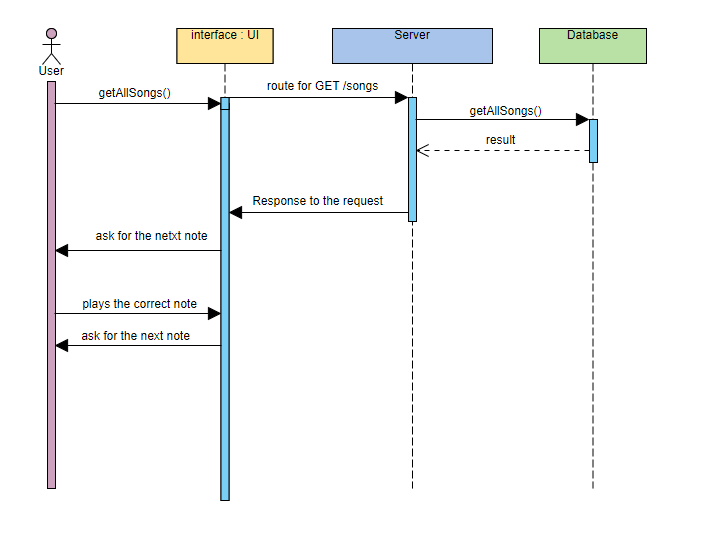 interface : UI
Server
Database
User
getAllSongs()
route for GET /songs
getAllSongs()
result
Response to the request
ask for the netxt note
plays the correct note
ask for the next note